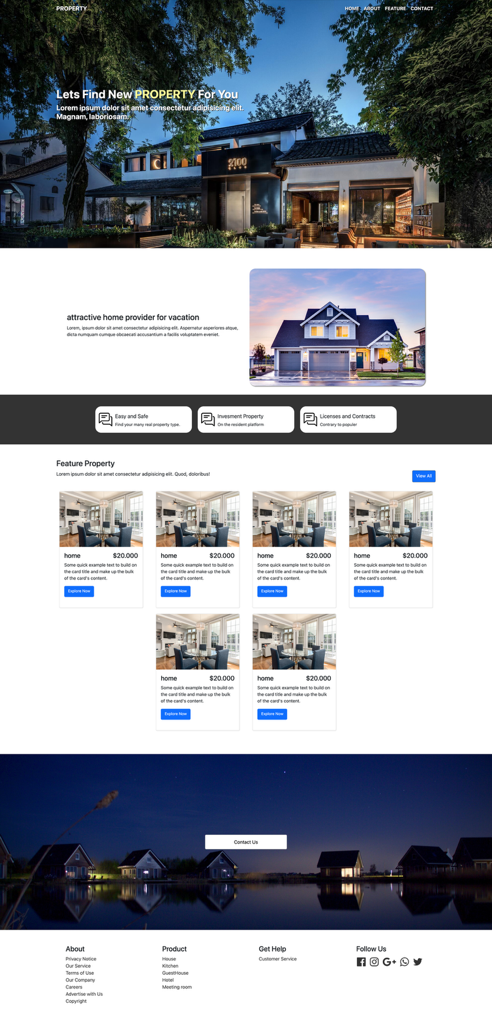 PROPERTY
HOME ABOUT FEATURE CONTACT
Lets Find New PROPERTY For You
Lorem ipsum dolor sit amet consectetur adipisicing elit.
Magnam, laboriosam.
2100
attractive home provider for vacation
Lorem, ipsum dolor sit amet consectetur adipisicing elit. Aspernatur asperiores atque,
dicta numquam cumque obcaecati accusantium a facilis voluptatem eveniet.
Easy and Safe
Find your many real property type.
Invesment Property
On the resident platform
Licenses and Contracts
Contrary to populer
Feature Property
Lorem ipsum dolor sit amet consectetur adipisicing elit. Quod, doloribus!
View All
home $20.000
Some quick example text to build on
the card title and make up the bulk
of the card's content.
Explore Now
home $20.000
Some quick example text to build on
the card title and make up the bulk
of the card's content.
Explore Now
home $20.000
Some quick example text to build on
the card title and make up the bulk
of the card's content.
Explore Now
home $20.000
Some quick example text to build on
the card title and make up the bulk
of the card's content.
Explore Now
home $20.000
Some quick example text to build on
the card title and make up the bulk
of the card's content.
Explore Now
home $20.000
Some quick example text to build on
the card title and make up the bulk
of the card's content.
Explore Now
Contact Us
About
Privacy Notice
Our Service
Terms of Use
Our Company
Careers
Advertise with Us
Copyright
Product
House
Kitchen
GuestHouse
Hotel
Meeting room
Get Help
Customer Service
Follow Us